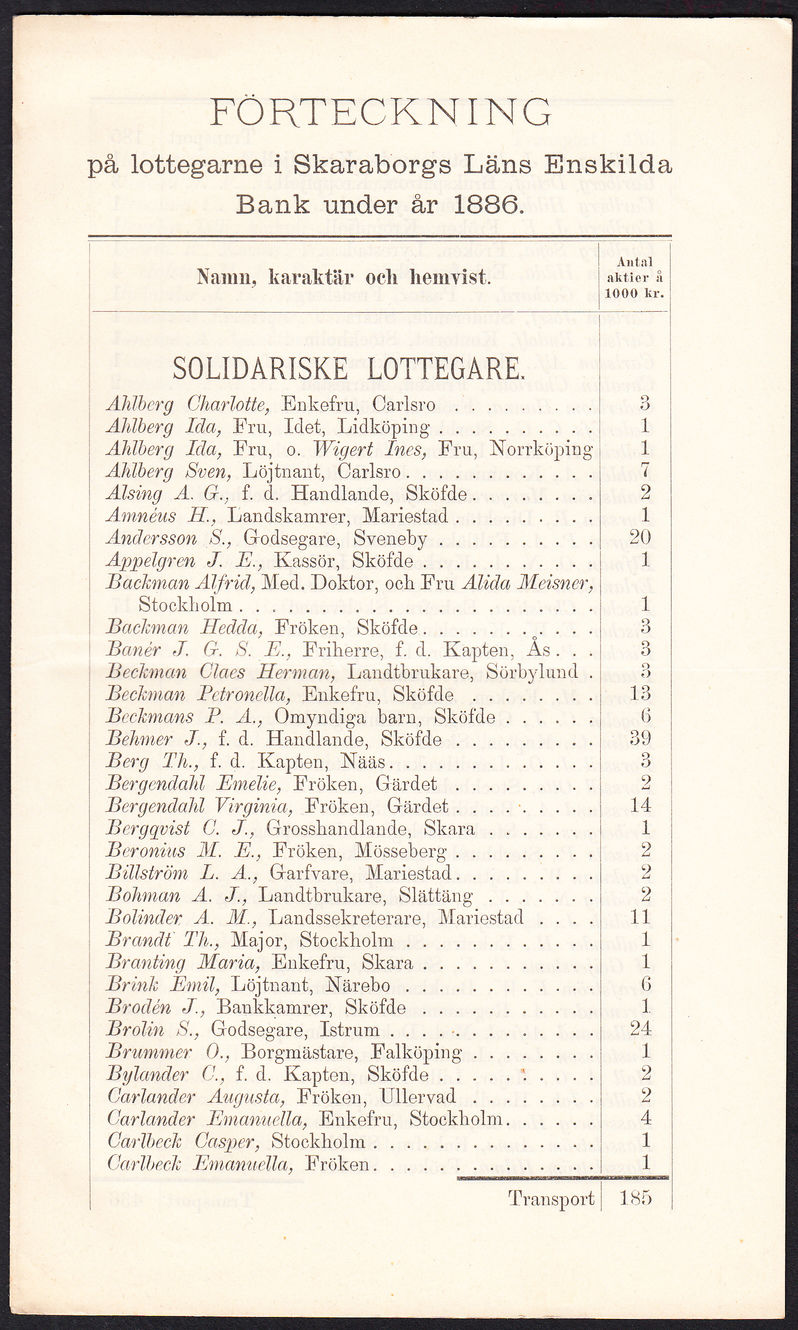 FÖRTECKNING
på lottegarne i Skaraborgs Läns Enskilda
Bank under år 1886.
Namn, karaktär och hemvist.
Antal
aktier à
1000 kr.
SOLIDARISKE LOTTEGARE.
Ahlberg Charlotte, Enkefru, Carlsro . . . . . . . . . 3
Ahlberg Ida, Fru, Idet, Lidköping . . . . . . . . . . 1
Ahlberg Ida, Fru, o. Wigert Ines, Fru, Norrköping 1
Ahlberg Sven, Löjtnant, Carlsro . . . . . . . . . . . . 7
Alsing A. G., f. d. Handlande, Sköfde . . . . . . . . 2
Amnéus H., Landskamrer, Mariestad . . . . . . . . . 1
Andersson S., Godsegare, Sveneby . . . . . . . . . . 20
Appelgren J. E., Kassör, Sköfde . . . . . . . . . . . 1
Backman Alfrid, Med. Doktor, och Fru Alida Meisner,
Stockholm . . . . . . . . . . . . . . . . . . . . . 1
Backman Hedda, Fröken, Sköfde . . . . . . . . . . . 3
Banér J. G. S. E., Friherre, f. d. Kapten, Ås . . . 3
Beckman Claes Herman, Landtbrukare, Sörbylund . 3
Beckman Petronella, Enkefru, Sköfde . . . . . . . . 13
Beckmans P. A., Omyndiga barn, Sköfde . . . . . . 6
Behmer J., f. d. Handlande, Sköfde . . . . . . . . . 39
Berg Th., f. d. Kapten, Nääs . . . . . . . . . . . . . 3
Bergendahl Emelie, Fröken, Gärdet . . . . . . . . . 2
Bergendahl Virginia, Fröken, Gärdet . . . . . . . . . 14
Bergqvist C. J., Grosshandlande, Skara . . . . . . . 1
Beronius M. E., Fröken, Mösseberg . . . . . . . . . 2
Billström L. A., Garfvare, Mariestad . . . . . . . . . 2
Bohman A. J., Landtbrukare, Slättäng . . . . . . . 2
Bolinder A. M., Landssekreterare, Mariestad . . . . 11
Brandt Th., Major, Stockholm . . . . . . . . . . . . 1
Branting Maria, Enkefru, Skara . . . . . . . . . . . 1
Brink Emil, Löjtnant, Närebo . . . . . . . . . . . . 6
Brodén J., Bankkamrer, Sköfde . . . . . . . . . . . 1
Brolin S., Godsegare, Istrum . . . . . . . . . . . . . 24
Brummer O., Borgmästare, Falköping . . . . . . . . 1
Bylander C., f. d. Kapten, Sköfde . . . . . . . . . . 2
Carlander Augusta, Fröken, Ullervad . . . . . . . . 2
Carlander Emanuella, Enkefru, Stockholm . . . . . . 4
Carlbeck Casper, Stockholm . . . . . . . . . . . . . . 1
Carlbeck Emanuella, Fröken . . . . . . . . . . . . . . 1
Transport 185